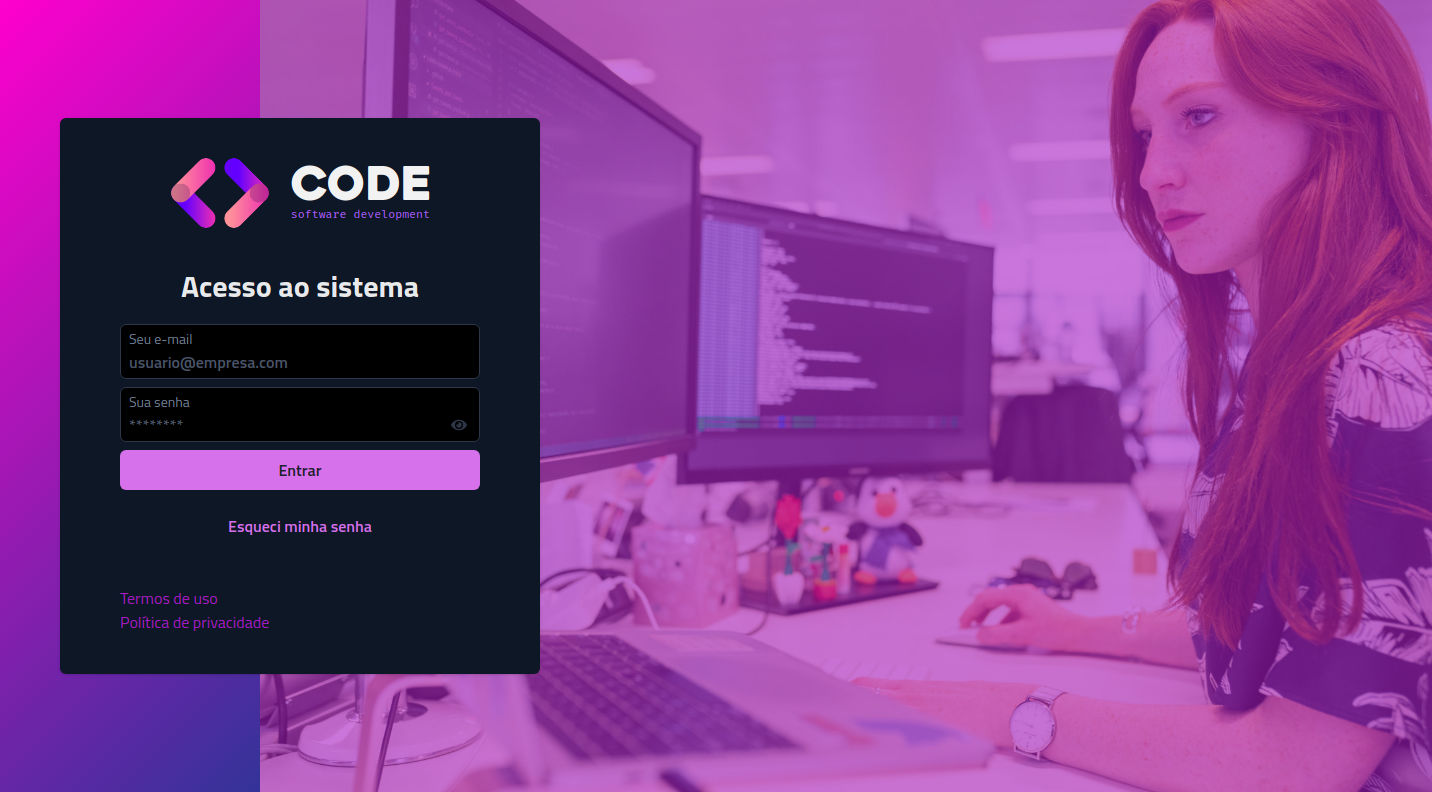 CODE
software development
Acesso ao sistema
Seu e-mail
usuario@empresa.com
Sua senha
********
Entrar
Esqueci minha senha
Termos de uso
Política de privacidade